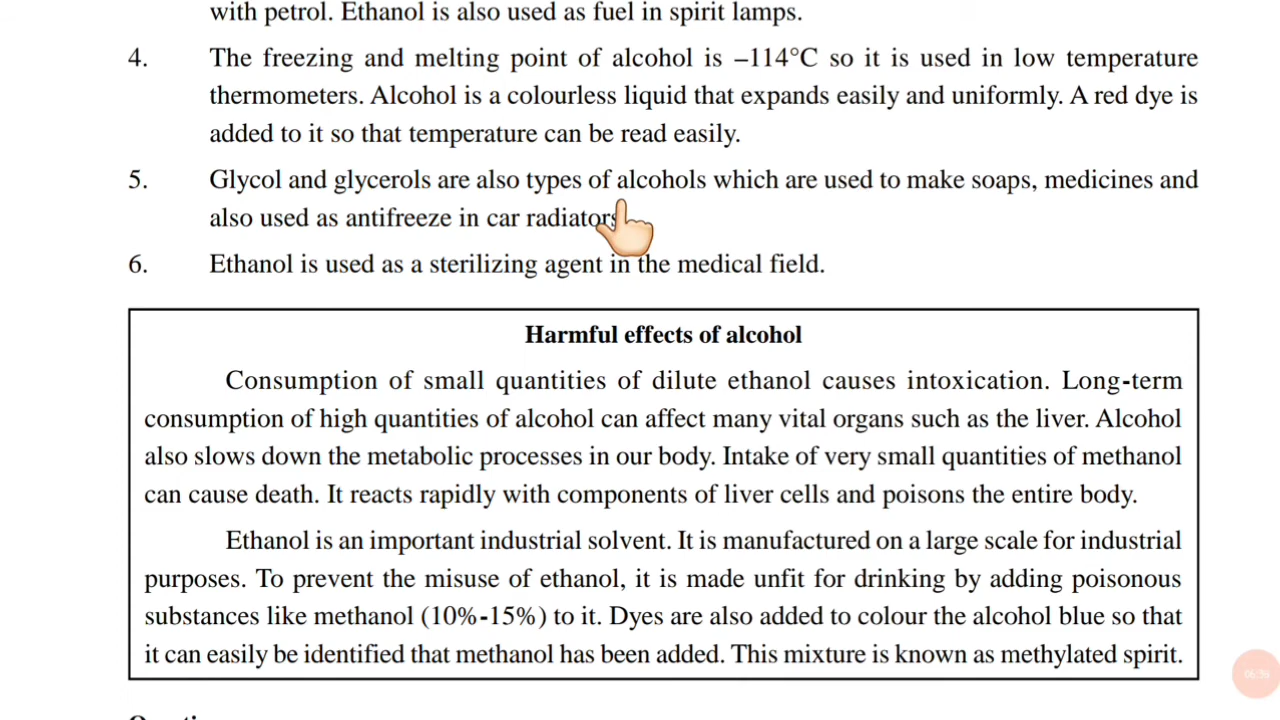 with petrol. Ethanol is also used as fuel in spirit lamps.
4. The freezing and melting point of alcohol is –114°C so it is used in low temperature
thermometers. Alcohol is a colourless liquid that expands easily and uniformly. A red dye is
added to it so that temperature can be read easily.
5. Glycol and glycerols are also types of alcohols which are used to make soaps, medicines and
also used as antifreeze in car radiators
6. Ethanol is used as a sterilizing agent in the medical field.
Harmful effects of alcohol
Consumption of small quantities of dilute ethanol causes intoxication. Long-term
consumption of high quantities of alcohol can affect many vital organs such as the liver. Alcohol
also slows down the metabolic processes in our body. Intake of very small quantities of methanol
can cause death. It reacts rapidly with components of liver cells and poisons the entire body.
Ethanol is an important industrial solvent. It is manufactured on a large scale for industrial
purposes. To prevent the misuse of ethanol, it is made unfit for drinking by adding poisonous
substances like methanol (10%-15%) to it. Dyes are also added to colour the alcohol blue so that
it can easily be identified that methanol has been added. This mixture is known as methylated spirit.